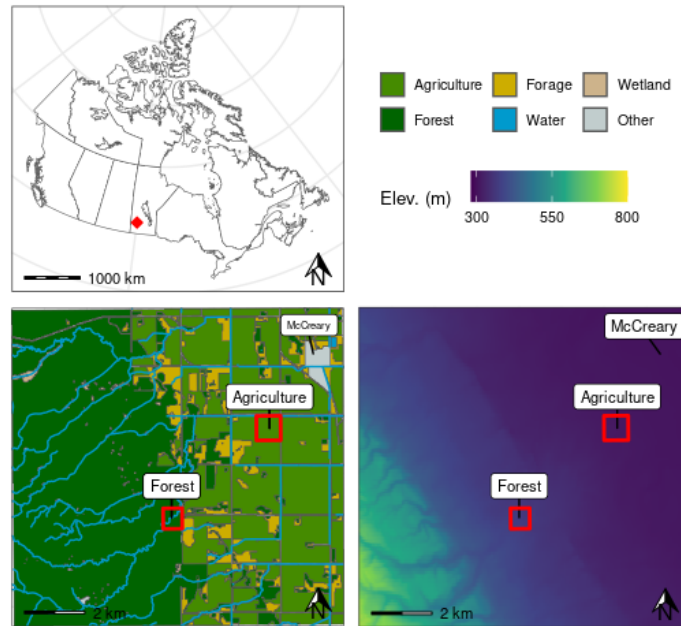 1000 km
N
Agriculture
Forage
Wetland
Forest
Water
Other
Elev. (m)
300
550
800
McCreary
Agriculture
Forest
2 km
N
McCreary
Agriculture
Forest
2 km
N